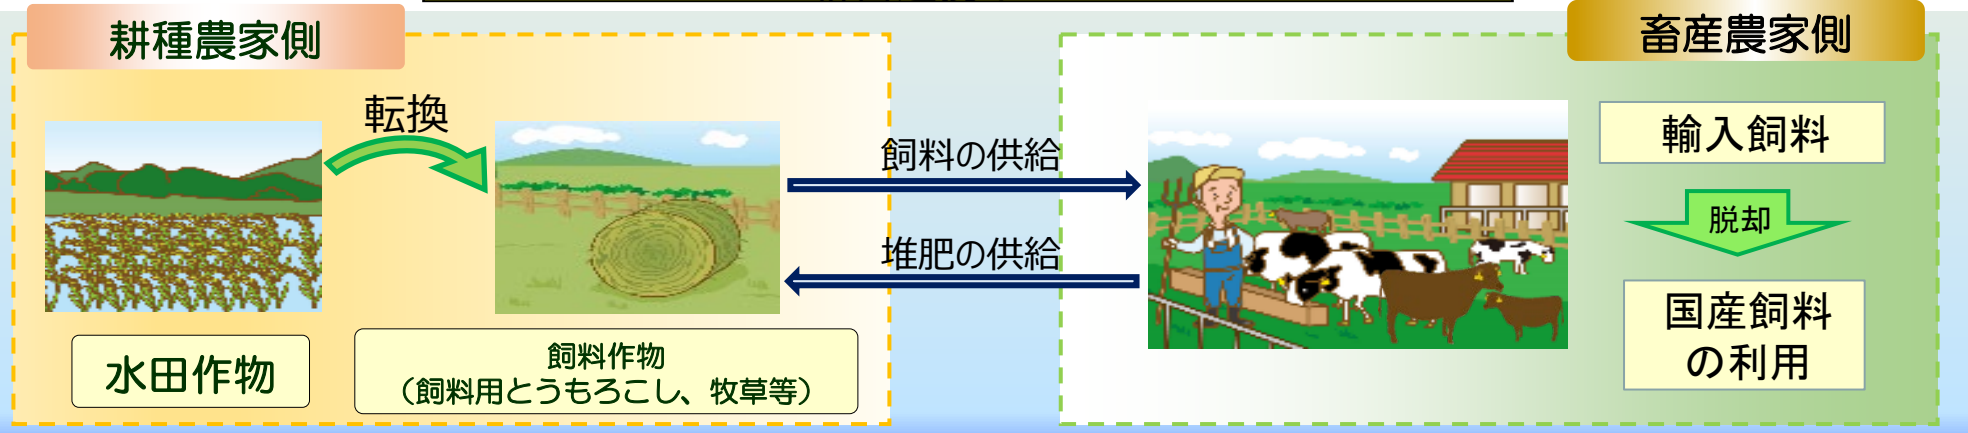 耕種農家側
畜産農家側
転換
飼料の供給
堆肥の供給
水田作物
飼料作物
(飼料用とうもろこし、牧草等)
輸入飼料
脱却
国産飼料
の利用